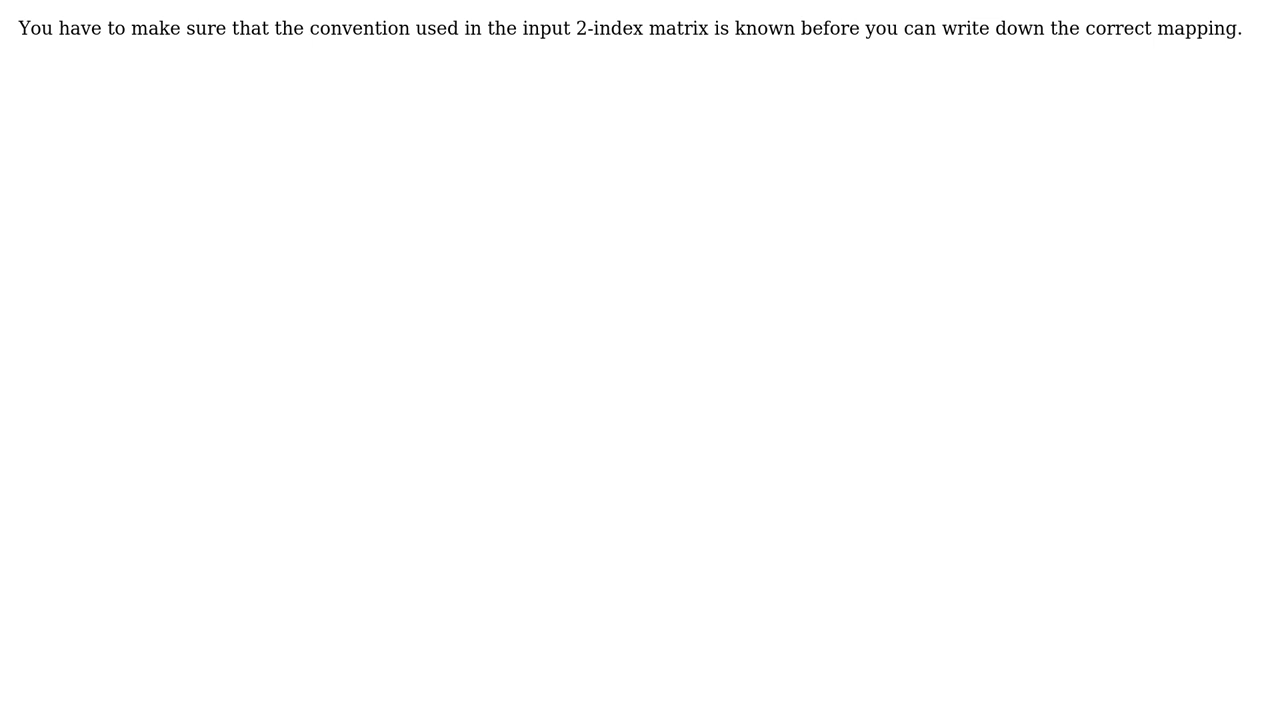 You have to make sure that the convention used in the input 2-index matrix is known before you can write down the correct mapping.